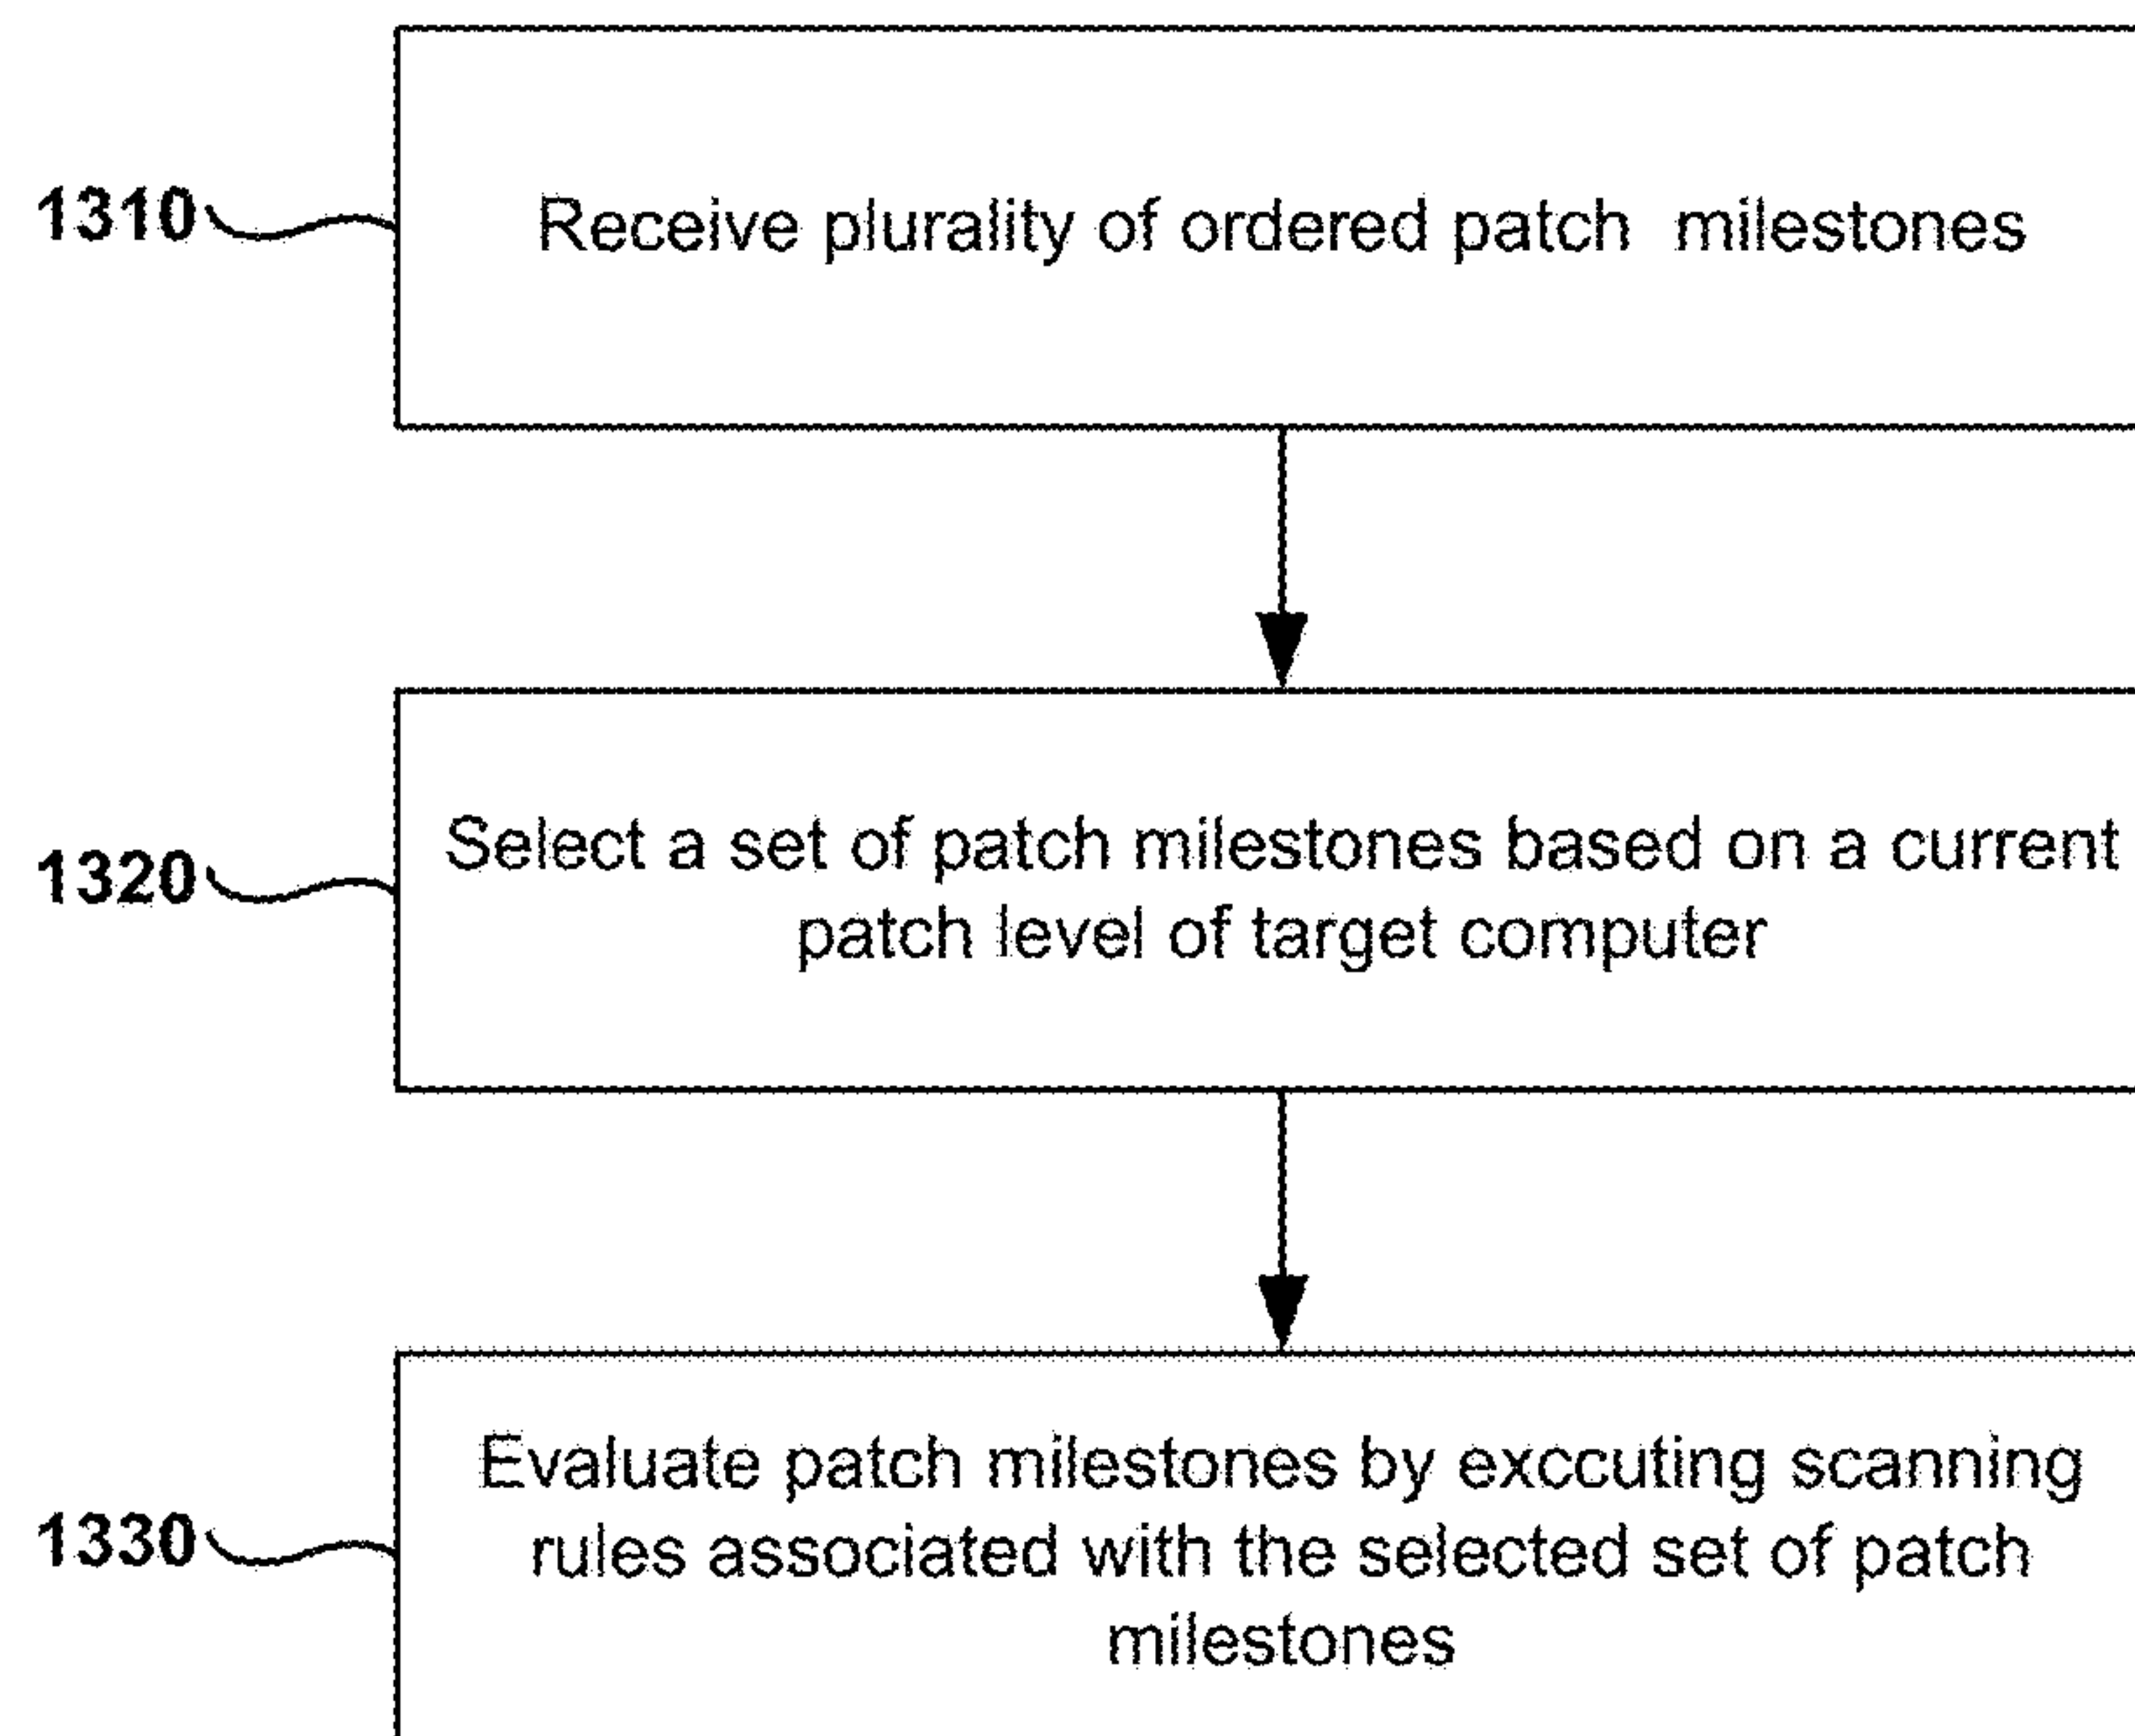 1310
Receive plurality of ordered patch milestones
1320
Select a set of patch milestones based on a current
patch level of target computer
1330
Evaluate patch milestones by executing scanning
rules associated with the selected set of patch
milestones